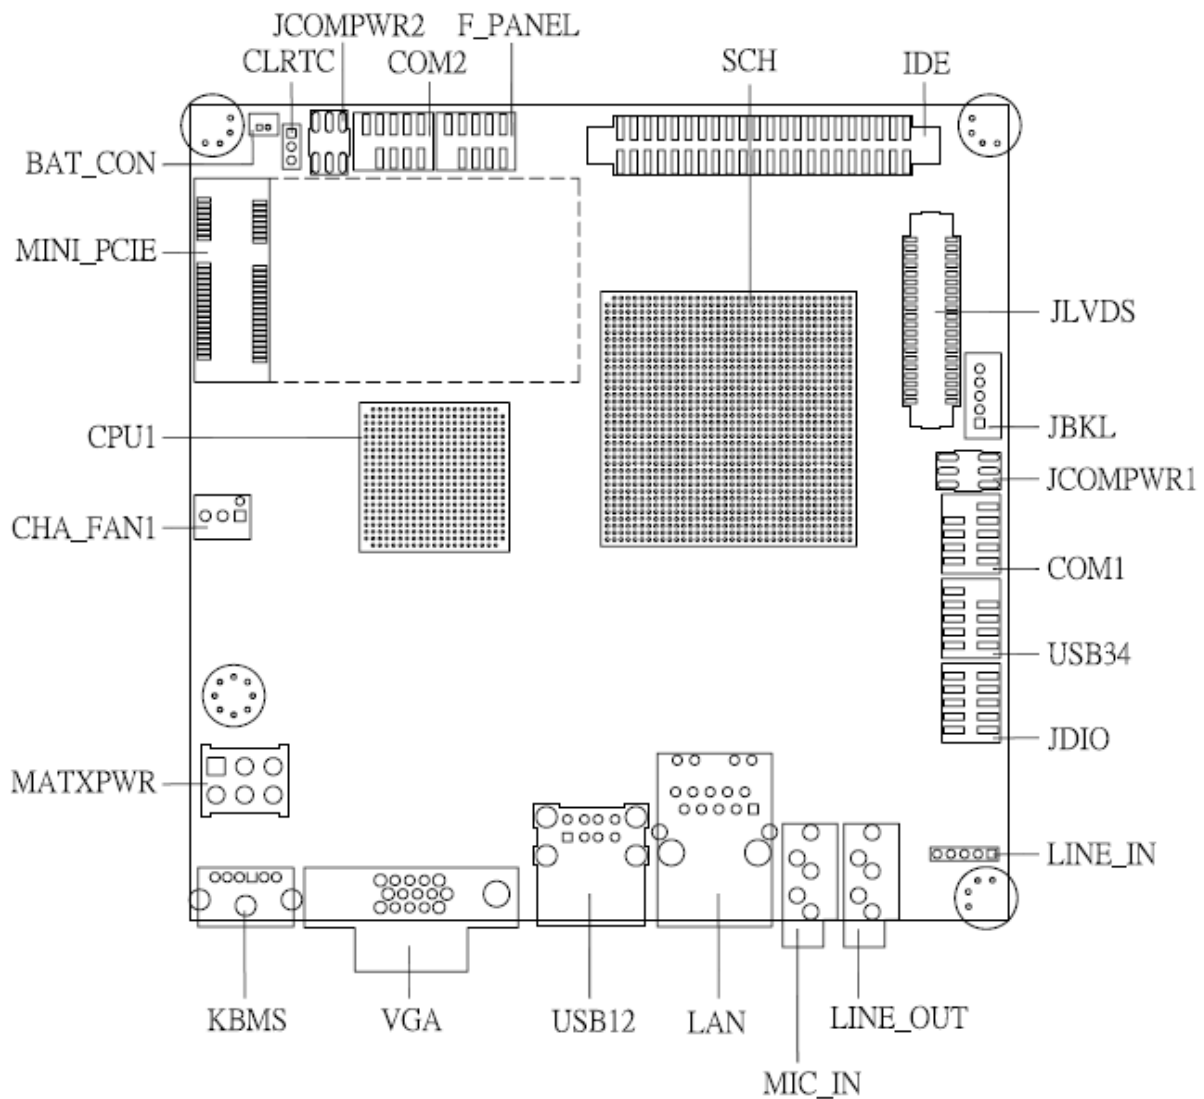 JCOMPWR2
F_PANEL
CLRTC
COM2
SCH
IDE
BAT_CON
MINI_PCIE
JLVDS
CPU1
JBKL
JCOMPWR1
CHA_FAN1
COM1
USB34
JDIO
MATXPWR
LINE_IN
KBMS
VGA
USB12
LAN
LINE_OUT
MIC_IN